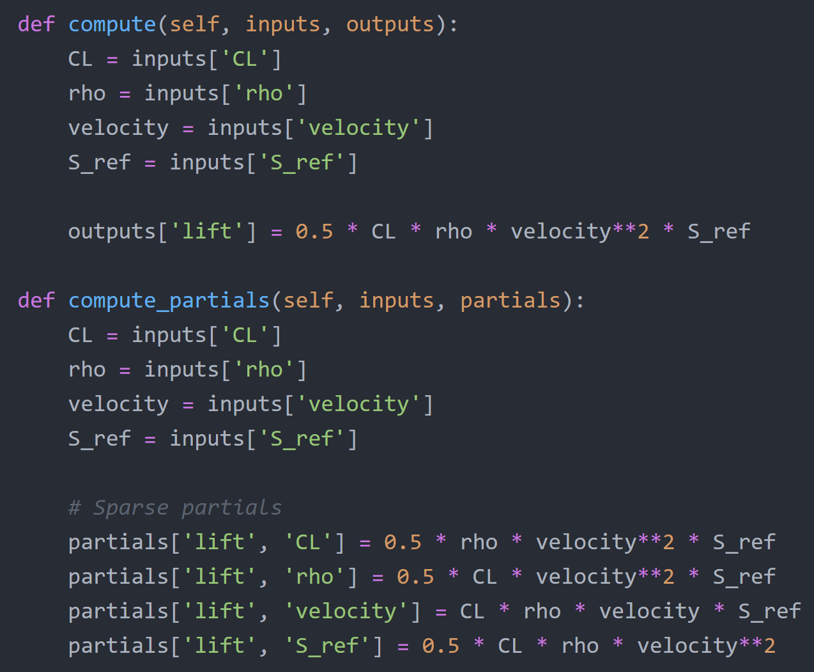 def compute(self, inputs, outputs):
    CL = inputs['CL']
    rho = inputs['rho']
    velocity = inputs['velocity']
    S_ref = inputs['S_ref']

    outputs['lift'] = 0.5 * CL * rho * velocity**2 * S_ref

def compute_partials(self, inputs, partials):
    CL = inputs['CL']
    rho = inputs['rho']
    velocity = inputs['velocity']
    S_ref = inputs['S_ref']

    # Sparse partials
    partials['lift', 'CL'] = 0.5 * rho * velocity**2 * S_ref
    partials['lift', 'rho'] = 0.5 * CL * velocity**2 * S_ref
    partials['lift', 'velocity'] = CL * rho * velocity * S_ref
    partials['lift', 'S_ref'] = 0.5 * CL * rho * velocity**2